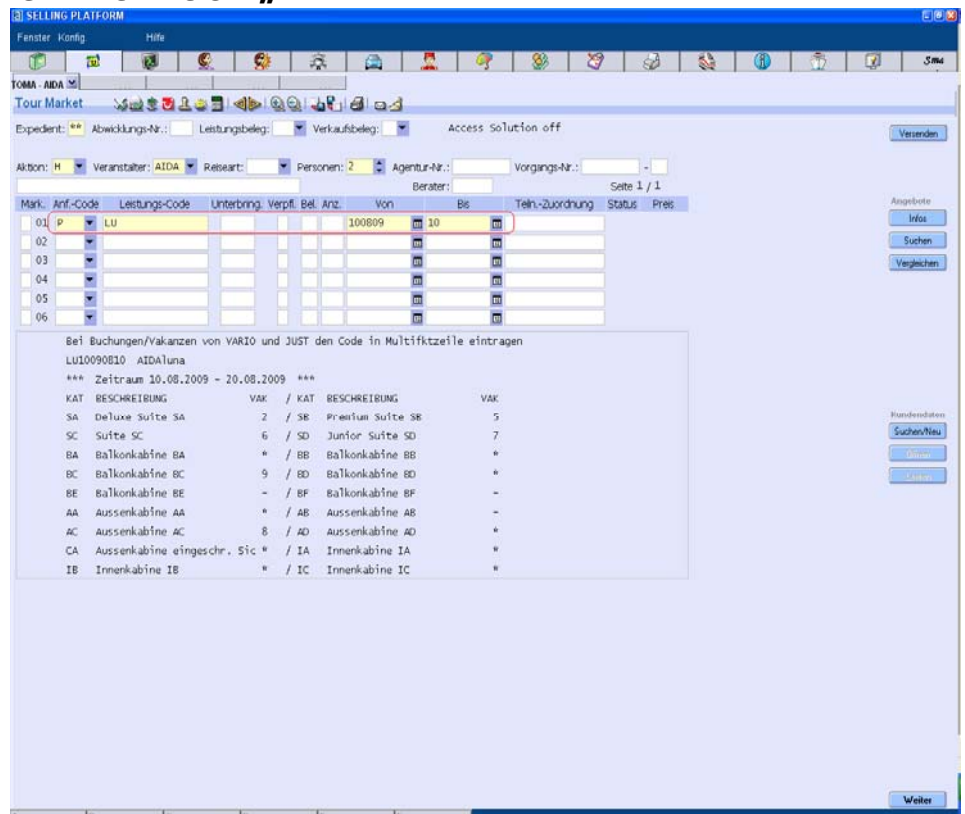 SELLING PLATFORM
Fenster Konfig. Hilfe
TOMA - AIDA
Tour Market
Expedient: ** Abwicklungs-Nr.: Leistungsbeleg: Verkaufsbeleg: Access Solution off
Versenden
Aktion: H Veranstalter: AIDA Reiseart: Personen: 2 Agentur-Nr.: Vorgangs-Nr.: -
Berater: Seite 1 / 1
Mark. Anf.-Code Leistungs-Code Unterbring. Verpfl. Bel. Anz. Von Bis Teiln.-Zuordnung Status Preis
Angebote
01 P LU 100809 10
Infos
02
Suchen
03
Vergleichen
04
05
06
Bei Buchungen/Vakanzen von VARIO und JUST den Code in Multifktzeile eintragen
LU10090810 AIDAluna
*** Zeitraum 10.08.2009 - 20.08.2009 ***
KAT BESCHREIBUNG VAK / KAT BESCHREIBUNG VAK
SA Deluxe Suite SA 2 / SB Premium Suite SB 5
Kundendaten
SC Suite SC 6 / SD Junior Suite SD 7
Suchen/Neu
BA Balkonkabine BA * / BB Balkonkabine BB *
BC Balkonkabine BC 9 / BD Balkonkabine BD *
BE Balkonkabine BE - / BF Balkonkabine BF -
AA Aussenkabine AA * / AB Aussenkabine AB -
AC Aussenkabine AC 8 / AD Aussenkabine AD *
CA Aussenkabine eingeschr. Sic * / IA Innenkabine IA *
IB Innenkabine IB * / IC Innenkabine IC *
Weiter